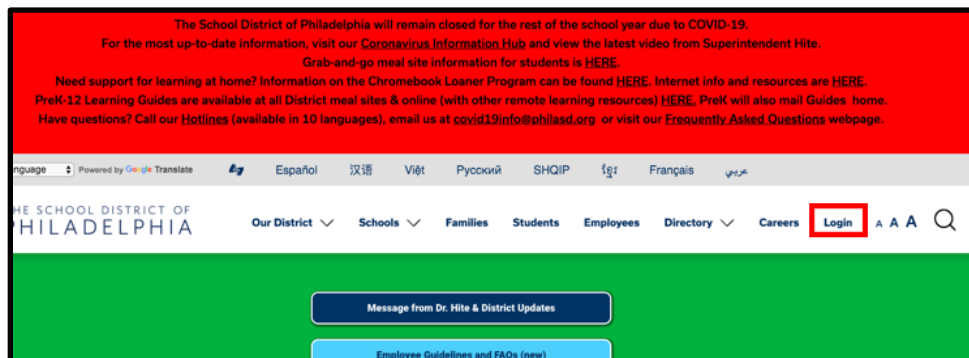 The School District of Philadelphia will remain closed for the rest of the school year due to COVID-19.
For the most up-to-date information, visit our Coronavirus Information Hub and view the latest video from Superintendent Hite.
Grab-and-go meal site information for students is HERE.
Need support for learning at home? Information on the Chromebook Loaner Program can be found HERE. Internet info and resources are HERE.
PreK-12 Learning Guides are available at all District meal sites & online (with other remote learning resources) HERE. PreK will also mail Guides home.
Have questions? Call our Hotlines (available in 10 languages), email us at covid19info@philasd.org or visit our Frequently Asked Questions webpage.
nguage Powered by Google Translate Español 汉语 Việt Русский SHQIP ខ្មែរ Français عربي
HE SCHOOL DISTRICT OF
PHILADELPHIA
Our District Schools Families Students Employees Directory Careers Login A A A
Message from Dr. Hite & District Updates
Employee Guidelines and FAQs (new)